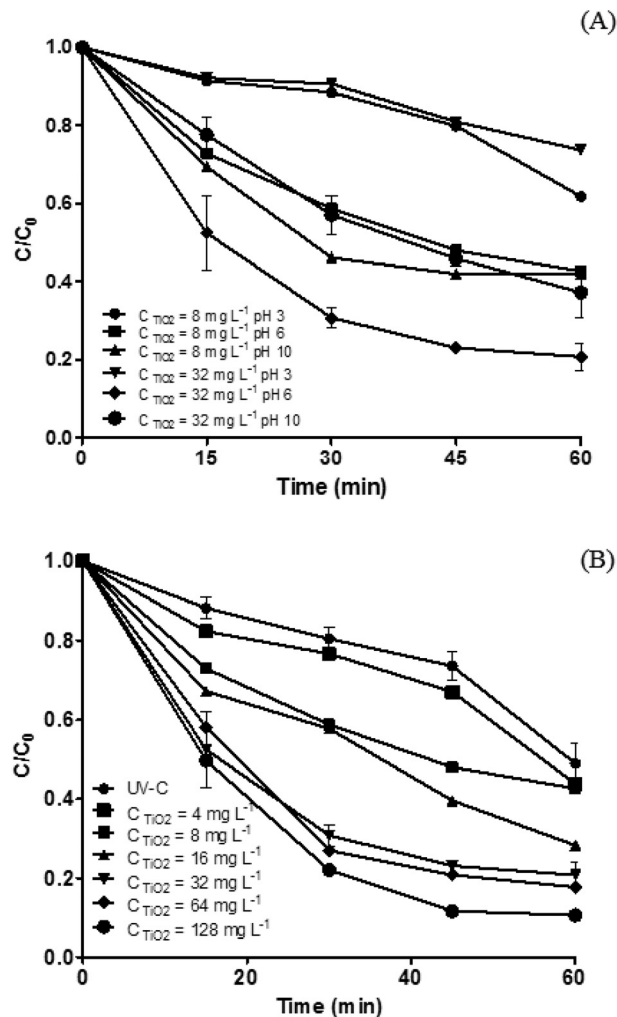 (A)
1.0
0.8
0.6
0.4
0.2
0.0
C/C₀
C TiO2 = 8 mg L⁻¹ pH 3
C TiO2 = 8 mg L⁻¹ pH 6
C TiO2 = 8 mg L⁻¹ pH 10
C TiO2 = 32 mg L⁻¹ pH 3
C TiO2 = 32 mg L⁻¹ pH 6
C TiO2 = 32 mg L⁻¹ pH 10
0 15 30 45 60
Time (min)
(B)
1.0
0.8
0.6
0.4
0.2
0.0
C/C₀
UV-C
C TiO2 = 4 mg L⁻¹
C TiO2 = 8 mg L⁻¹
C TiO2 = 16 mg L⁻¹
C TiO2 = 32 mg L⁻¹
C TiO2 = 64 mg L⁻¹
C TiO2 = 128 mg L⁻¹
0 20 40 60
Time (min)